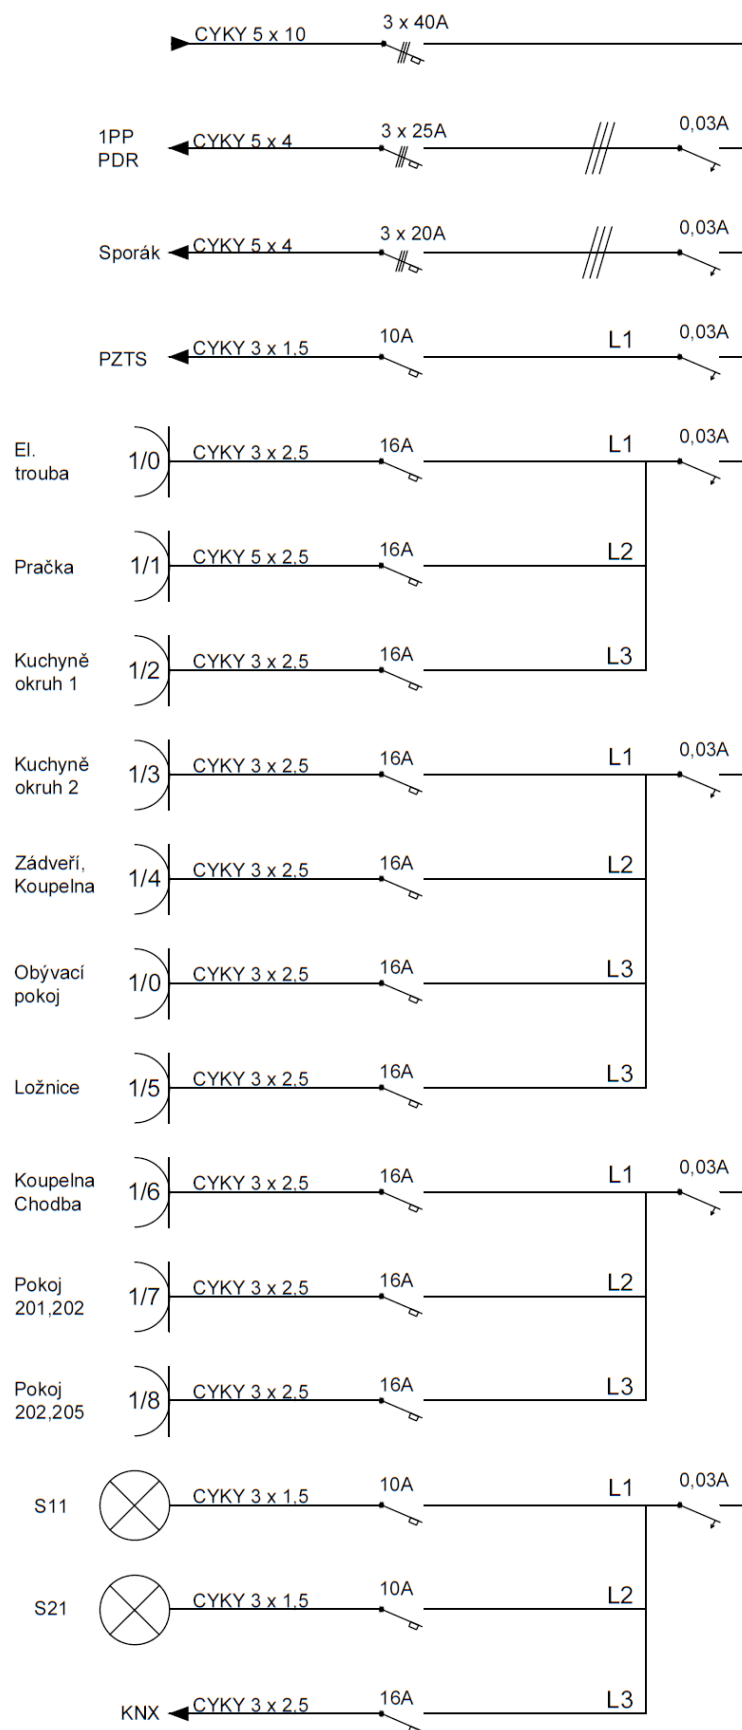 3 x 40A
CYKY 5 x 10
1PP
PDR
CYKY 5 x 4
3 x 25A
0,03A
Sporák
CYKY 5 x 4
3 x 20A
0,03A
PZTS
CYKY 3 x 1,5
10A
L1
0,03A
El.
trouba
1/0
CYKY 3 x 2,5
16A
L1
0,03A
Pračka
1/1
CYKY 5 x 2,5
16A
L2
Kuchyně
okruh 1
1/2
CYKY 3 x 2,5
16A
L3
Kuchyně
okruh 2
1/3
CYKY 3 x 2,5
16A
L1
0,03A
Zádveří,
Koupelna
1/4
CYKY 3 x 2,5
16A
L2
Obývací
pokoj
1/0
CYKY 3 x 2,5
16A
L3
Ložnice
1/5
CYKY 3 x 2,5
16A
L3
Koupelna
Chodba
1/6
CYKY 3 x 2,5
16A
L1
0,03A
Pokoj
201,202
1/7
CYKY 3 x 2,5
16A
L2
Pokoj
202,205
1/8
CYKY 3 x 2,5
16A
L3
S11
CYKY 3 x 1,5
10A
L1
0,03A
S21
CYKY 3 x 1,5
10A
L2
KNX
CYKY 3 x 2,5
16A
L3